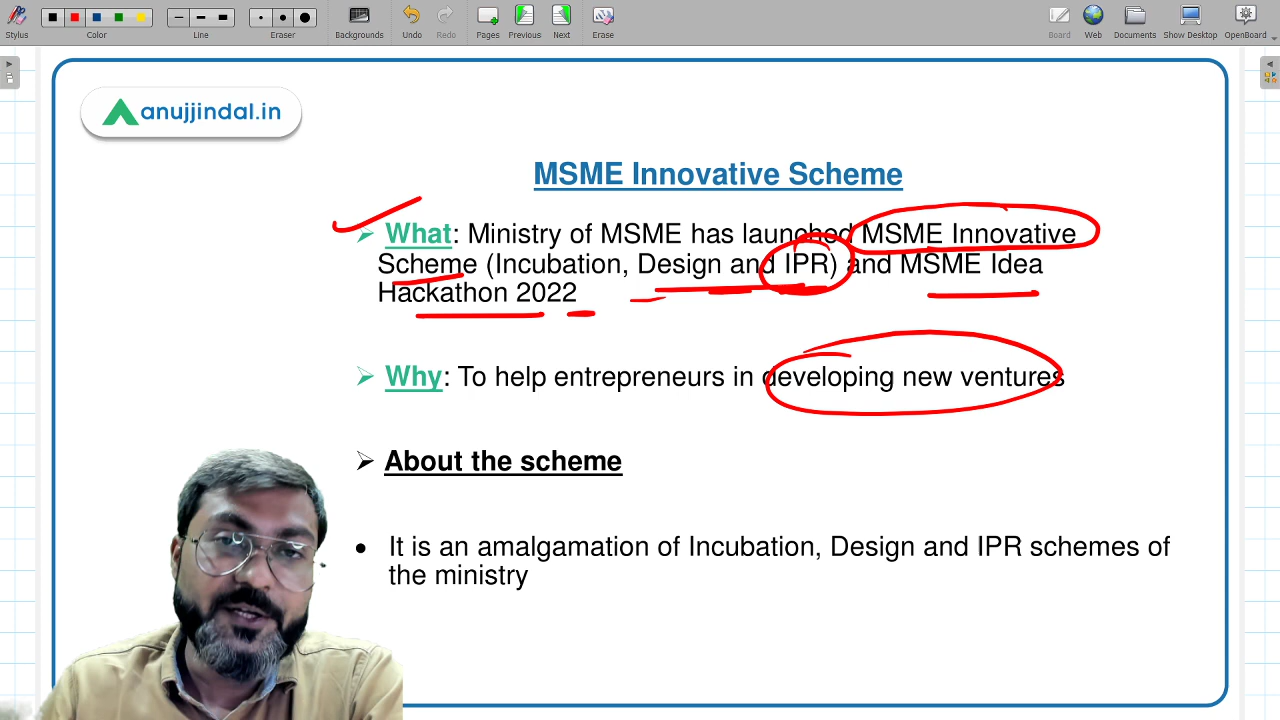 Stylus Color Line Eraser Backgrounds Undo Redo Pages Previous Next Erase Board Web Documents Show Desktop OpenBoard
anujjindal.in
MSME Innovative Scheme
➢ What: Ministry of MSME has launched MSME Innovative
Scheme (Incubation, Design and IPR) and MSME Idea
Hackathon 2022
➢ Why: To help entrepreneurs in developing new ventures
➢ About the scheme
• It is an amalgamation of Incubation, Design and IPR schemes of
the ministry